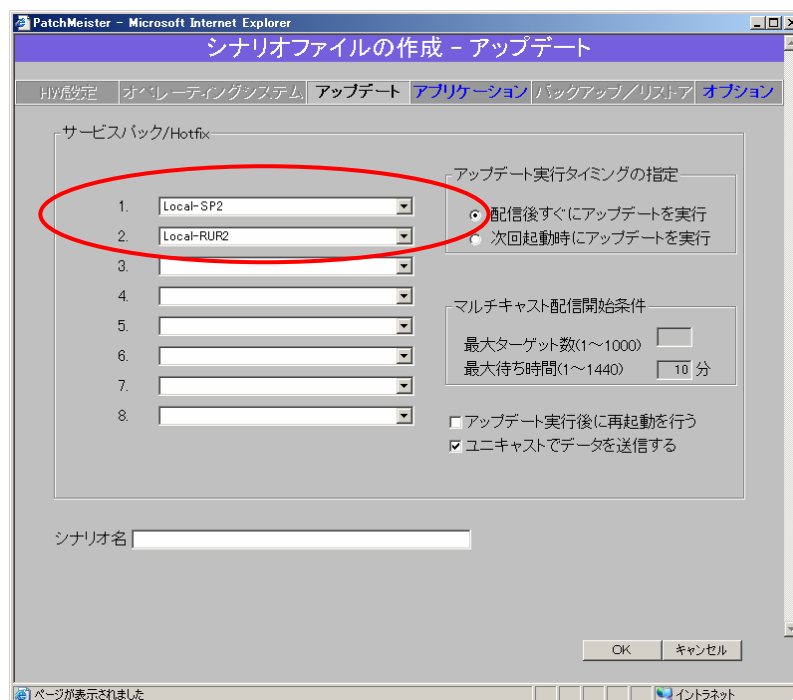 PatchMeister - Microsoft Internet Explorer
シナリオファイルの作成 - アップデート
HW設定 オペレーティングシステム アップデート アプリケーション バックアップ／リストア オプション
サービスパック/Hotfix
1. Local-SP2
2. Local-RUR2
3.
4.
5.
6.
7.
8.
アップデート実行タイミングの指定
配信後すぐにアップデートを実行
次回起動時にアップデートを実行
マルチキャスト配信開始条件
最大ターゲット数(1～1000)
最大待ち時間(1～1440) 10 分
アップデート実行後に再起動を行う
ユニキャストでデータを送信する
シナリオ名
OK キャンセル
ページが表示されました イントラネット